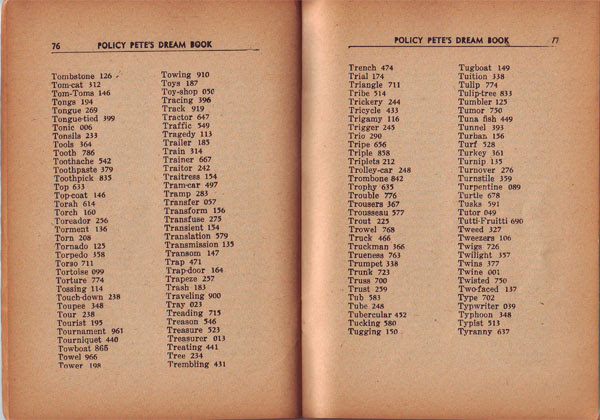 76 POLICY PETE'S DREAM BOOK
Tombstone 126
Tom-cat 312
Tom-Toms 146
Tongs 194
Tongue 269
Tongue-tied 399
Tonic 006
Tonsils 233
Tools 364
Tooth 786
Toothache 542
Toothpaste 379
Toothpick 835
Top 633
Top-coat 146
Torah 614
Torch 160
Toreador 256
Torment 136
Torn 208
Tornado 125
Torpedo 358
Torso 711
Tortoise 099
Torture 774
Tossing 114
Touch-down 238
Toupee 348
Tour 238
Tourist 195
Tournament 961
Tourniquet 440
Towboat 865
Towel 966
Tower 198
Towing 910
Toys 187
Toy-shop 050
Tracing 396
Track 919
Tractor 647
Traffic 549
Tragedy 113
Trailer 185
Train 314
Trainer 667
Traitor 242
Traitress 154
Tram-car 497
Tramp 283
Transfer 057
Transform 156
Transfuse 275
Transient 154
Translation 579
Transmission 135
Transom 147
Trap 471
Trap-door 164
Trapeze 257
Trash 183
Traveling 900
Tray 023
Treading 715
Treason 546
Treasure 523
Treasurer 013
Treating 441
Tree 234
Trembling 431
POLICY PETE'S DREAM BOOK 77
Trench 474
Trial 174
Triangle 711
Tribe 514
Trickery 244
Tricycle 433
Trigamy 116
Trigger 245
Trio 290
Tripe 656
Triple 858
Triplets 212
Trolley-car 248
Trombone 842
Trophy 635
Trouble 776
Trousers 367
Trousseau 577
Trout 225
Trowel 768
Truck 466
Truckman 366
Trueness 763
Trumpet 338
Trunk 723
Truss 700
Trust 259
Tub 583
Tube 248
Tubercular 452
Tucking 580
Tugging 150
Tugboat 149
Tuition 338
Tulip 774
Tulip-tree 833
Tumbler 125
Tumor 750
Tuna fish 449
Tunnel 393
Turban 156
Turf 528
Turkey 361
Turnip 135
Turnover 276
Turnstile 359
Turpentine 089
Turtle 678
Tusks 591
Tutor 049
Tutti-Fruitti 690
Tweed 327
Tweezers 106
Twigs 726
Twilight 357
Twins 377
Twine 001
Twisted 750
Two-faced 137
Type 702
Typwriter 039
Typhoon 348
Typist 513
Tyranny 637